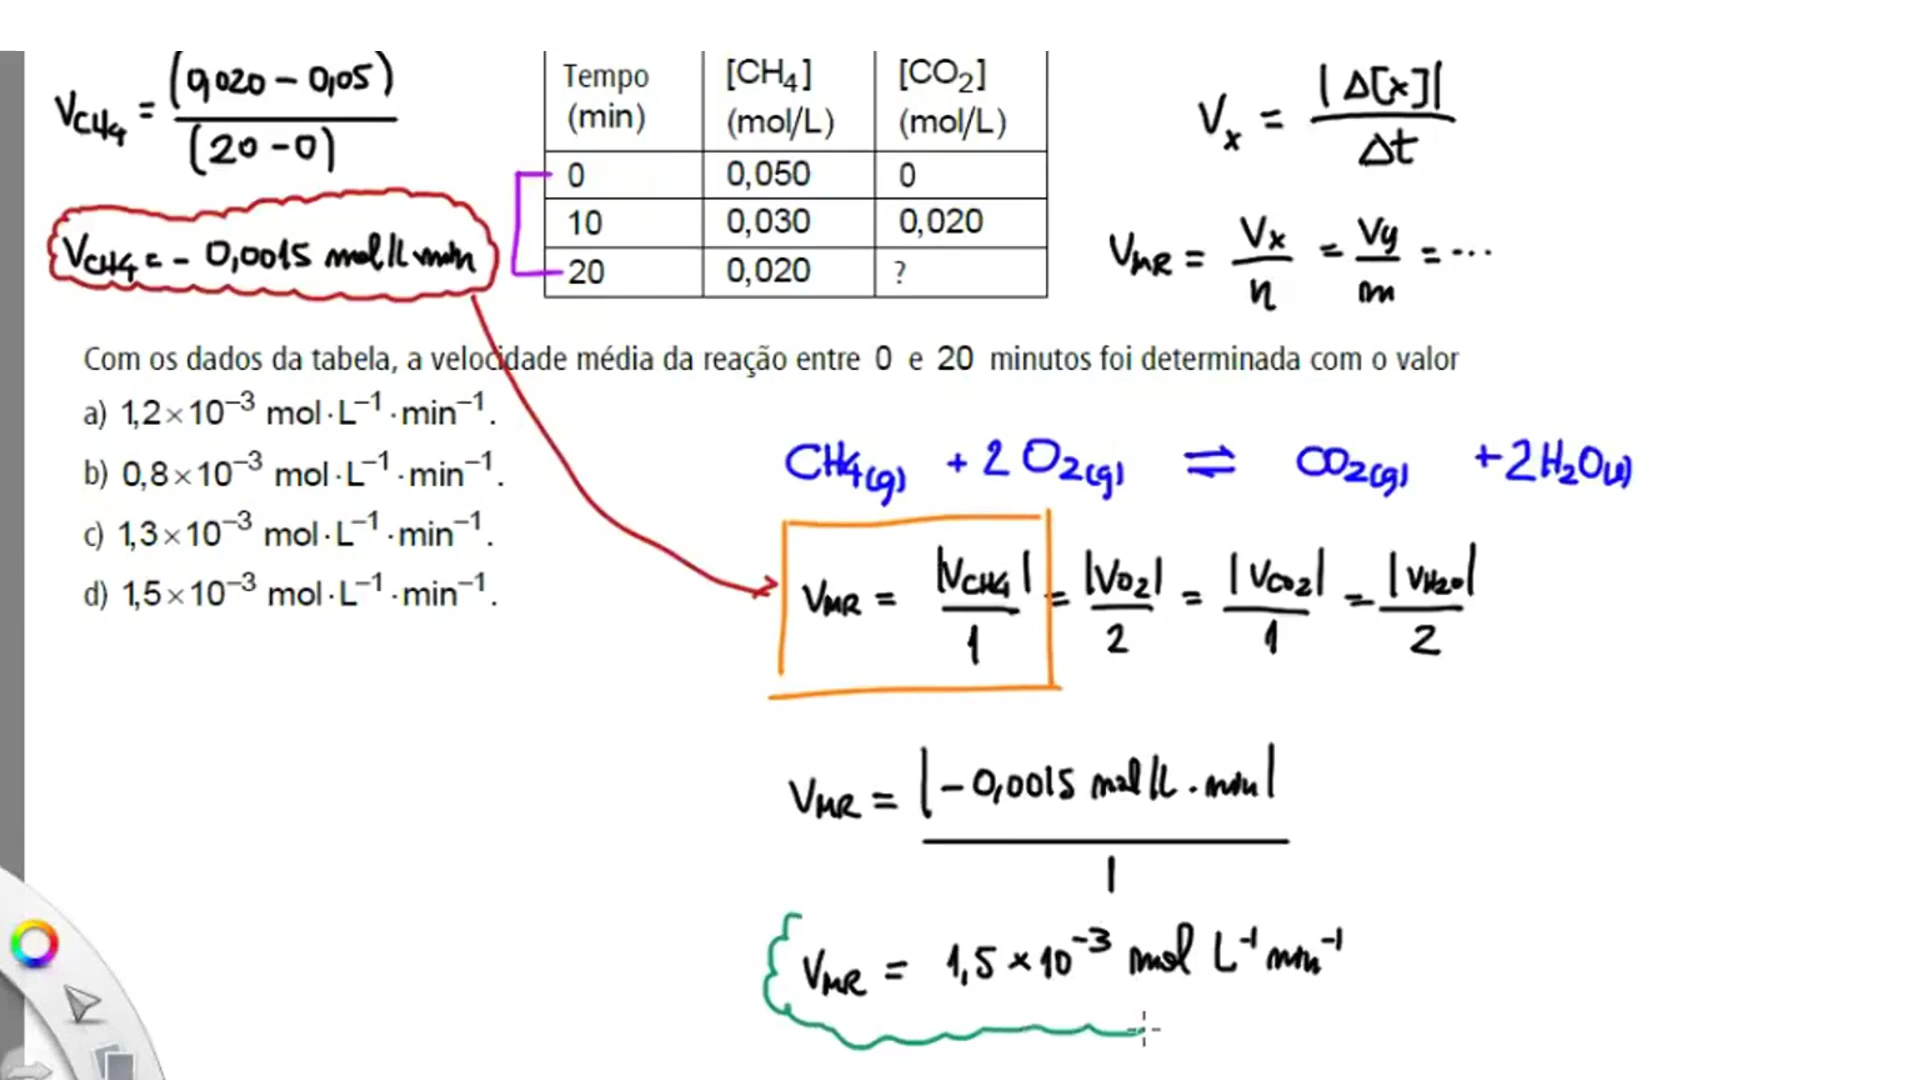 V_CH4 = (0,020 - 0,05) / (20 - 0)
V_CH4 = - 0,0015 mol/L min
Tempo (min) [CH4] (mol/L) [CO2] (mol/L)
0 0,050 0
10 0,030 0,020
20 0,020 ?
V_x = |Δ[x]| / Δt
V_MR = Vx / n = Vy / m = ...
Com os dados da tabela, a velocidade média da reação entre 0 e 20 minutos foi determinada com o valor
a) 1,2×10⁻³ mol·L⁻¹·min⁻¹.
b) 0,8×10⁻³ mol·L⁻¹·min⁻¹.
c) 1,3×10⁻³ mol·L⁻¹·min⁻¹.
d) 1,5×10⁻³ mol·L⁻¹·min⁻¹.
CH4(g) + 2 O2(g) ⇌ CO2(g) + 2H2O(l)
V_MR = |V_CH4| / 1 = |V_O2| / 2 = |V_CO2| / 1 = |V_H2O| / 2
V_MR = |- 0,0015 mol/L . min| / 1
V_MR = 1,5 × 10⁻³ mol L⁻¹ min⁻¹